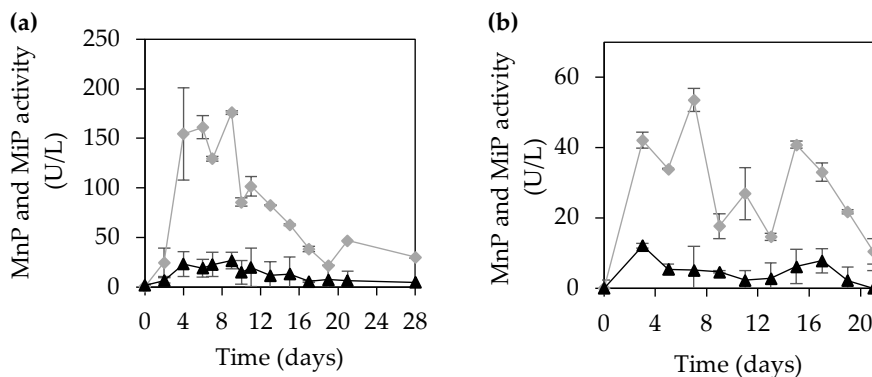 (a)
MnP and MiP activity
(U/L)
250
200
150
100
50
0
0 4 8 12 16 20 24 28
Time (days)
(b)
MnP and MiP activity
(U/L)
60
40
20
0
0 4 8 12 16 20
Time (days)